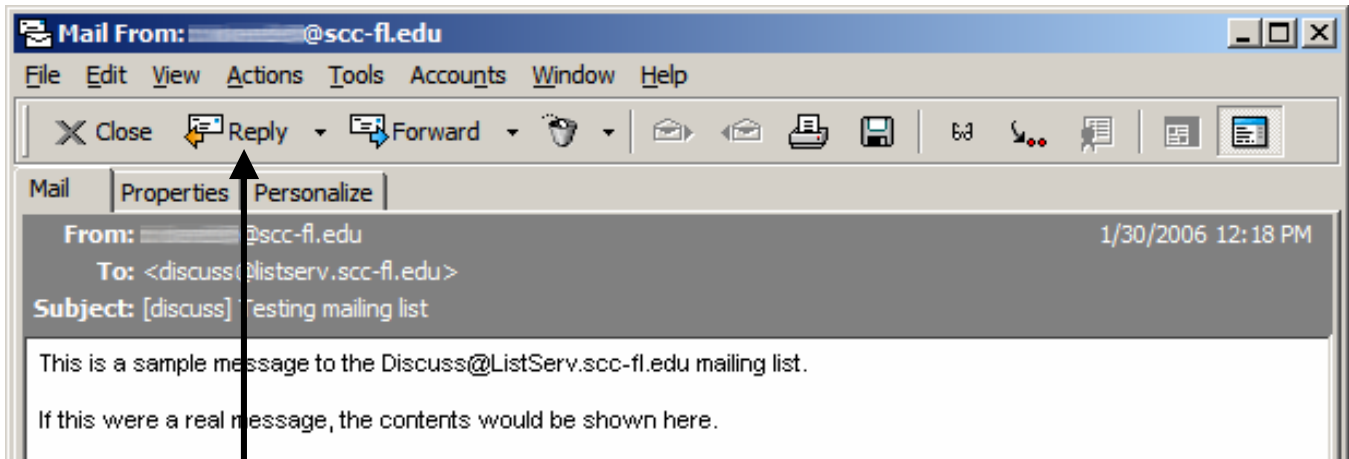 Mail From: @scc-fl.edu
File Edit View Actions Tools Accounts Window Help
Close Reply Forward
Mail Properties Personalize
From: @scc-fl.edu 1/30/2006 12:18 PM
To: <discuss@listserv.scc-fl.edu>
Subject: [discuss] Testing mailing list
This is a sample message to the Discuss@ListServ.scc-fl.edu mailing list.
If this were a real message, the contents would be shown here.